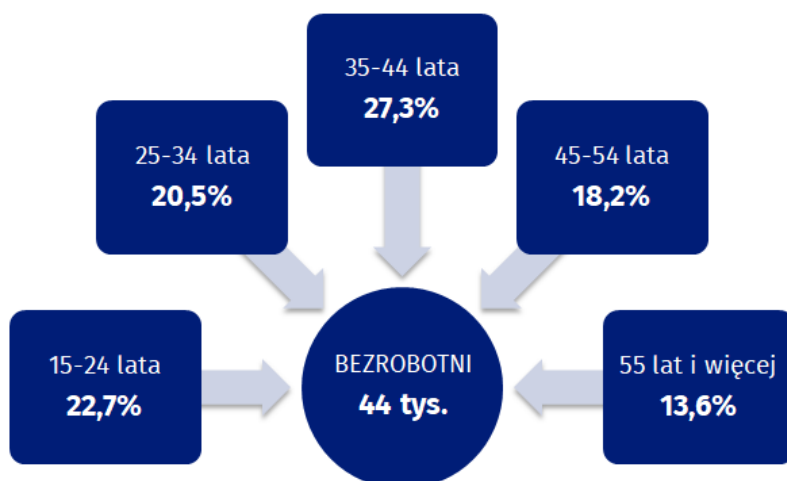 35-44 lata
27,3%
25-34 lata
20,5%
45-54 lata
18,2%
15-24 lata
22,7%
BEZROBOTNI
44 tys.
55 lat i więcej
13,6%